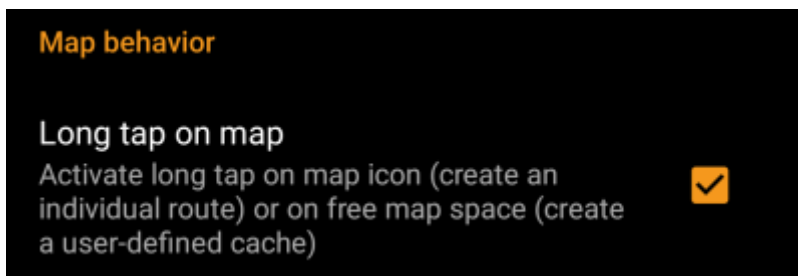 Map behavior
Long tap on map
Activate long tap on map icon (create an
individual route) or on free map space (create
a user-defined cache)